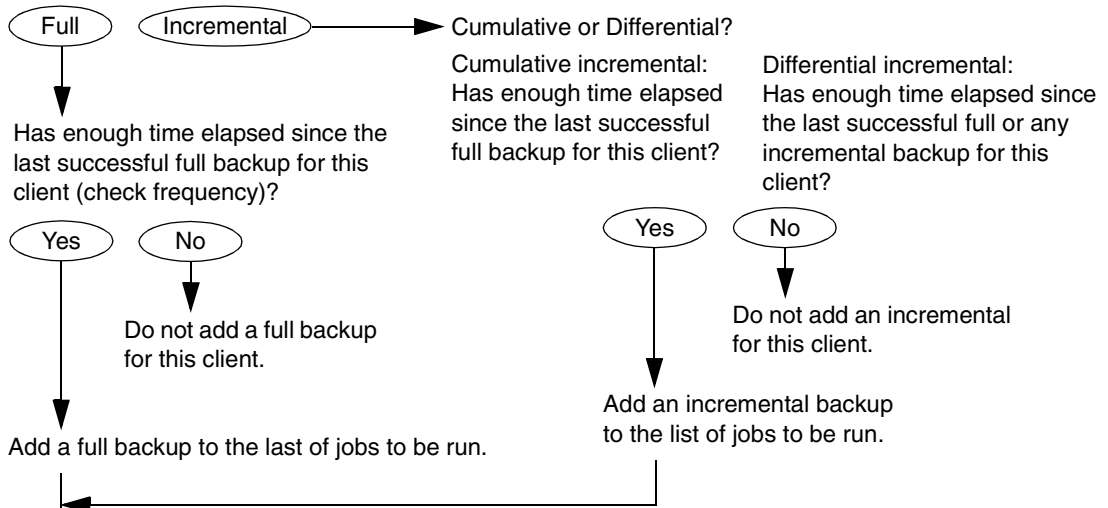 Full
Incremental
Cumulative or Differential?
Cumulative incremental:
Has enough time elapsed
since the last successful
full backup for this client?
Differential incremental:
Has enough time elapsed since
the last successful full or any
incremental backup for this
client?
Has enough time elapsed since the
last successful full backup for this
client (check frequency)?
Yes
No
Yes
No
Do not add a full backup
for this client.
Do not add an incremental
for this client.
Add an incremental backup
to the list of jobs to be run.
Add a full backup to the last of jobs to be run.